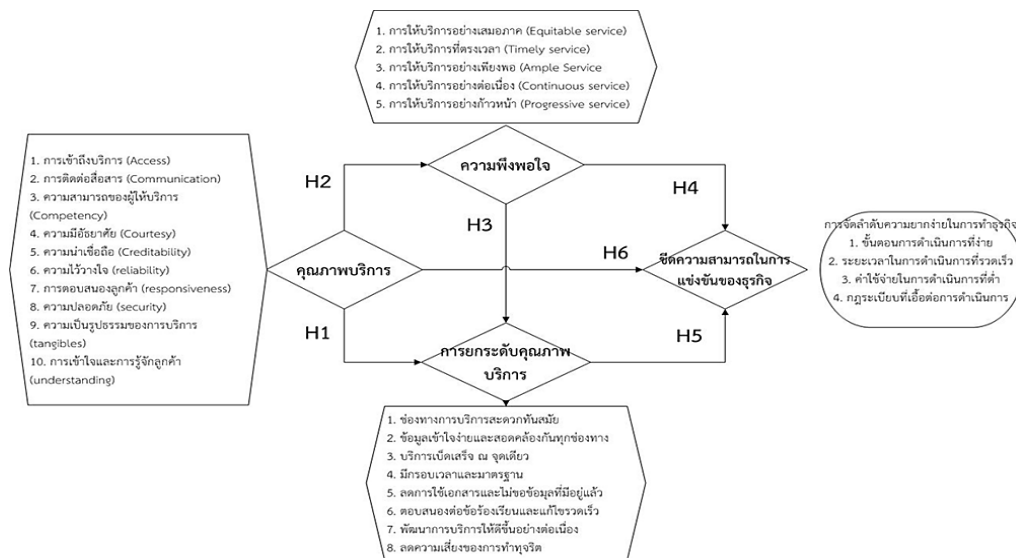 1. การให้บริการอย่างเสมอภาค (Equitable service)
2. การให้บริการที่ตรงเวลา (Timely service)
3. การให้บริการอย่างเพียงพอ (Ample Service
4. การให้บริการอย่างต่อเนื่อง (Continuous service)
5. การให้บริการอย่างก้าวหน้า (Progressive service)
1. การเข้าถึงบริการ (Access)
2. การติดต่อสื่อสาร (Communication)
3. ความสามารถของผู้ให้บริการ
(Competency)
4. ความมีอัธยาศัย (Courtesy)
5. ความน่าเชื่อถือ (Creditability)
6. ความไว้วางใจ (reliability)
7. การตอบสนองลูกค้า (responsiveness)
8. ความปลอดภัย (security)
9. ความเป็นรูปธรรมของการบริการ
(tangibles)
10. การเข้าใจและการรู้จักลูกค้า
(understanding)
ความพึงพอใจ
H2
H4
H3
H6
คุณภาพบริการ
ขีดความสามารถในการ
แข่งขันของธุรกิจ
H1
H5
การยกระดับคุณภาพ
บริการ
การจัดลำดับความยากง่ายในการทำธุรกิจ
1. ขั้นตอนการดำเนินการที่ง่าย
2. ระยะเวลาในการดำเนินการที่รวดเร็ว
3. ค่าใช้จ่ายในการดำเนินการที่ต่ำ
4. กฎระเบียบที่เอื้อต่อการดำเนินการ
1. ช่องทางการบริการสะดวกทันสมัย
2. ข้อมูลเข้าใจง่ายและสอดคล้องกันทุกช่องทาง
3. บริการเบ็ดเสร็จ ณ จุดเดียว
4. มีกรอบเวลาและมาตรฐาน
5. ลดการใช้เอกสารและไม่ขอข้อมูลที่มีอยู่แล้ว
6. ตอบสนองต่อข้อร้องเรียนและแก้ไขรวดเร็ว
7. พัฒนาการบริการให้ดีขึ้นอย่างต่อเนื่อง
8. ลดความเสี่ยงของการทำทุจริต